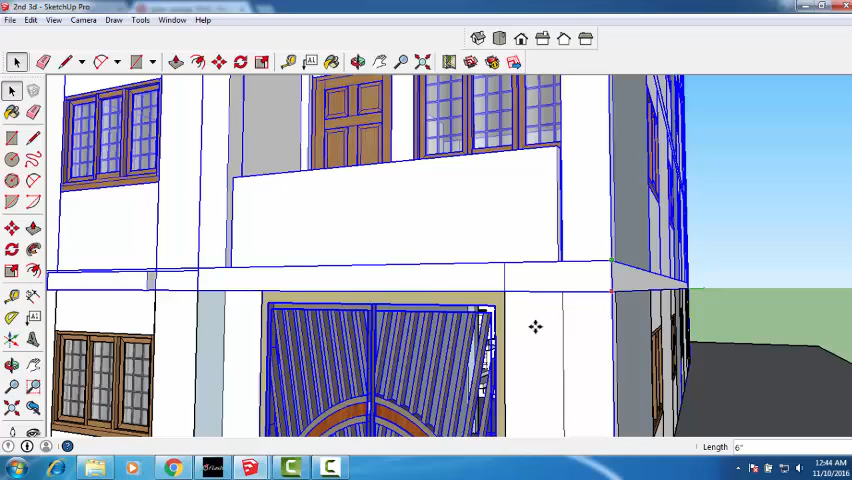 2nd 3d - SketchUp Pro
File Edit View Camera Draw Tools Window Help
Length 6"
12:44 AM
11/10/2016